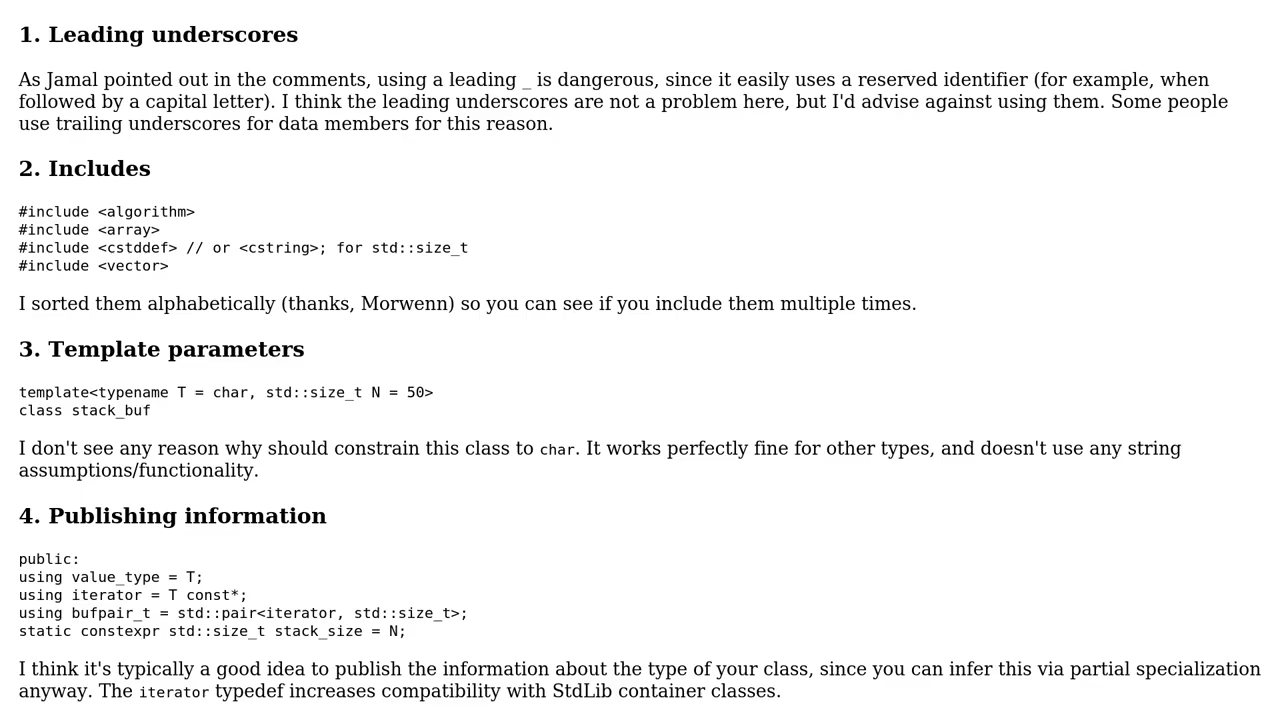 1. Leading underscores
As Jamal pointed out in the comments, using a leading _ is dangerous, since it easily uses a reserved identifier (for example, when
followed by a capital letter). I think the leading underscores are not a problem here, but I'd advise against using them. Some people
use trailing underscores for data members for this reason.
2. Includes
#include <algorithm>
#include <array>
#include <cstddef> // or <cstring>; for std::size_t
#include <vector>
I sorted them alphabetically (thanks, Morwenn) so you can see if you include them multiple times.
3. Template parameters
template<typename T = char, std::size_t N = 50>
class stack_buf
I don't see any reason why should constrain this class to char. It works perfectly fine for other types, and doesn't use any string
assumptions/functionality.
4. Publishing information
public:
using value_type = T;
using iterator = T const*;
using bufpair_t = std::pair<iterator, std::size_t>;
static constexpr std::size_t stack_size = N;
I think it's typically a good idea to publish the information about the type of your class, since you can infer this via partial specialization
anyway. The iterator typedef increases compatibility with StdLib container classes.